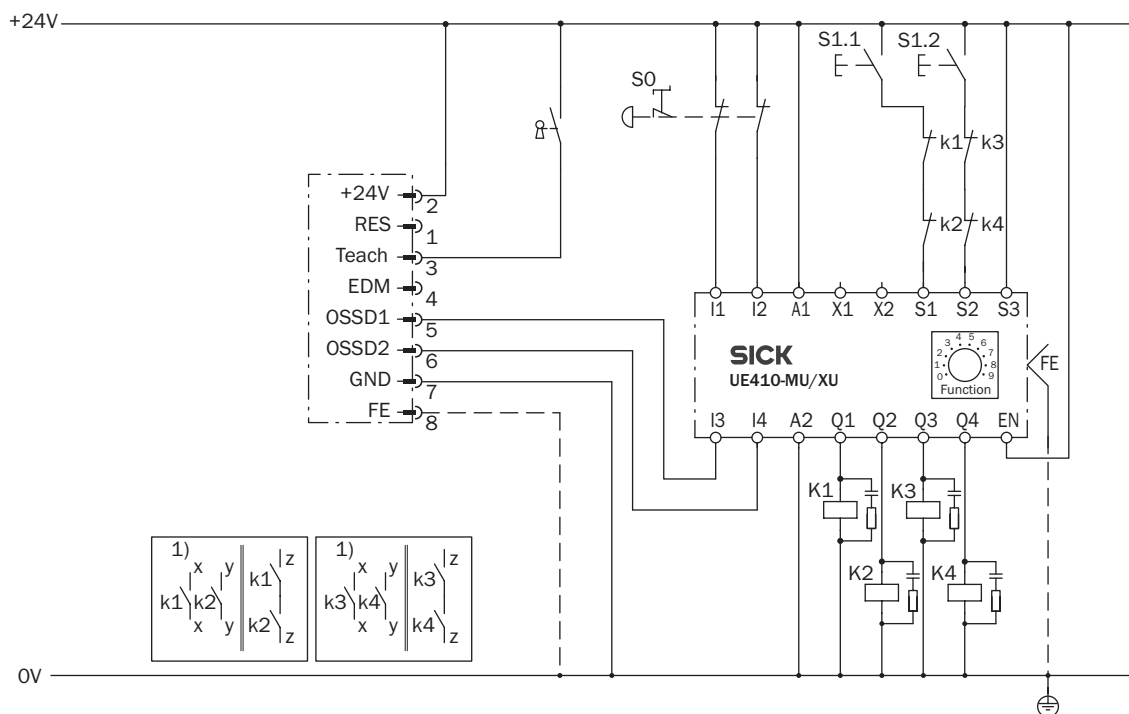 +24V
S1.1
S1.2
S0
k1
k3
k2
k4
+24V
2
RES
1
Teach
3
EDM
4
OSSD1
5
OSSD2
6
GND
7
FE
8
I1 I2 A1 X1 X2 S1 S2 S3
SICK
UE410-MU/XU
0 1 2 3 4 5 6 7 8 9
Function
FE
I3 I4 A2 Q1 Q2 Q3 Q4 EN
K1
K3
K2
K4
1)
x y z
k1 k2 k1
x y k2 z
1)
x y z
k3 k4 k3
x y k4 z
0V